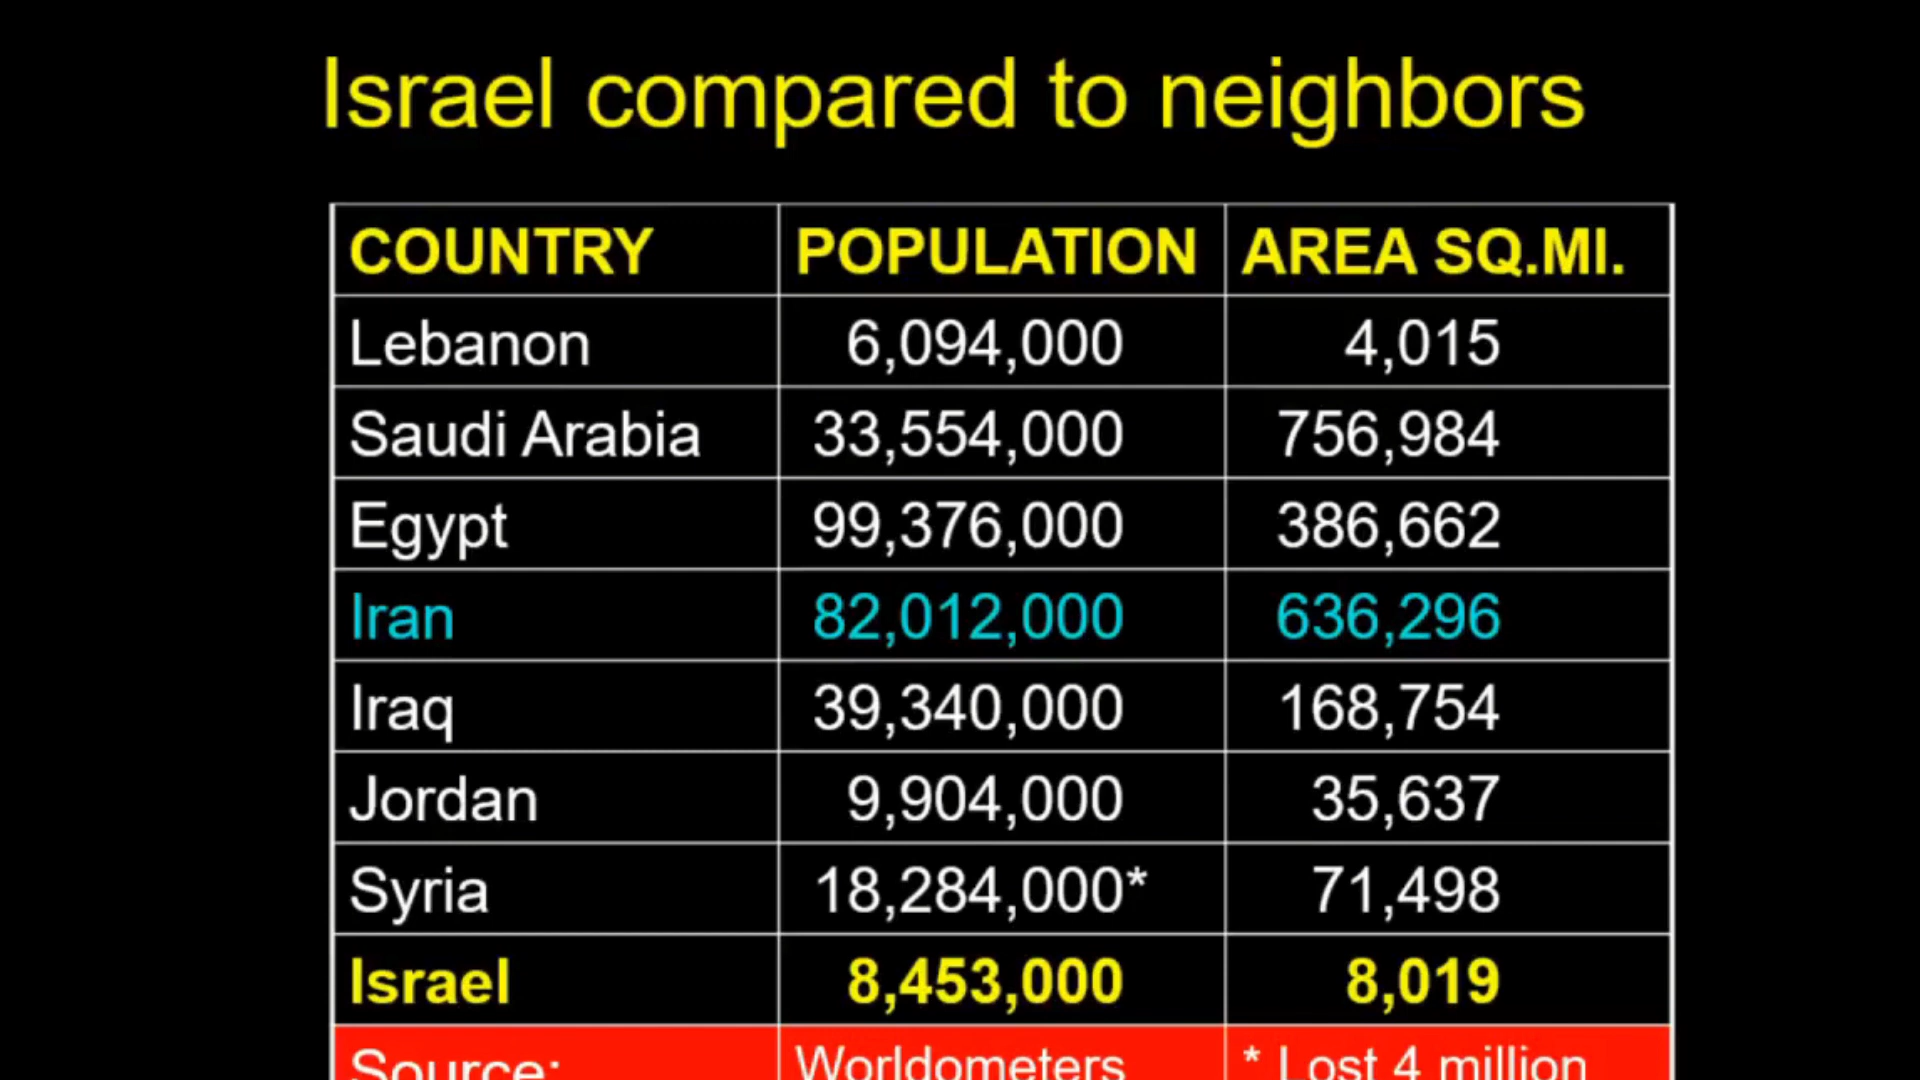 Israel compared to neighbors
COUNTRY POPULATION AREA SQ.MI.
Lebanon 6,094,000 4,015
Saudi Arabia 33,554,000 756,984
Egypt 99,376,000 386,662
Iran 82,012,000 636,296
Iraq 39,340,000 168,754
Jordan 9,904,000 35,637
Syria 18,284,000* 71,498
Israel 8,453,000 8,019
Source: Worldometers * Lost 4 million